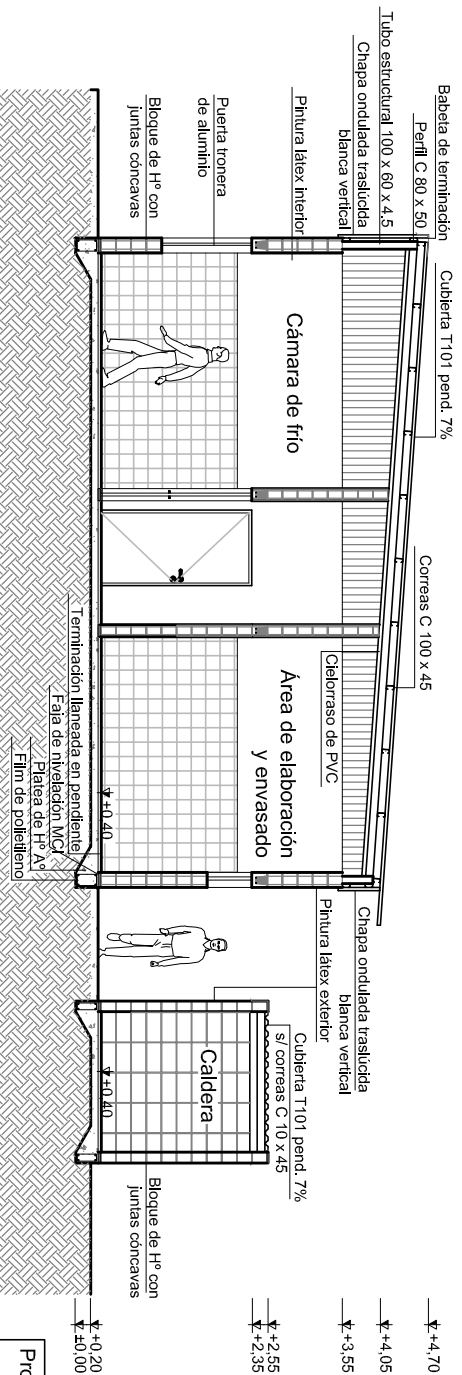 Babeta de terminación
Perfil C 80 x 50
Tubo estructural 100 x 60 x 4.5
Chapa ondulada traslúcida
blanca vertical
Pintura látex interior
Puerta tronera
de aluminio
Bloque de Hº con
juntas cóncavas
Cubierta T101 pend. 7%
Correas C 100 x 45
Cámara de frío
Cielorraso de PVC
Área de elaboración
y envasado
+0.40
Terminación llaneada en pendiente
Faja de nivelación MCI
Platea de Hº Aº
Film de polietileno
Chapa ondulada traslúcida
blanca vertical
Pintura látex exterior
Cubierta T101 pend. 7%
s/ correas C 10 x 45
Caldera
+0.40
Bloque de Hº con
juntas cóncavas
+4,70
+4,05
+3,55
+2,55
+2,35
+0,20
±0,00